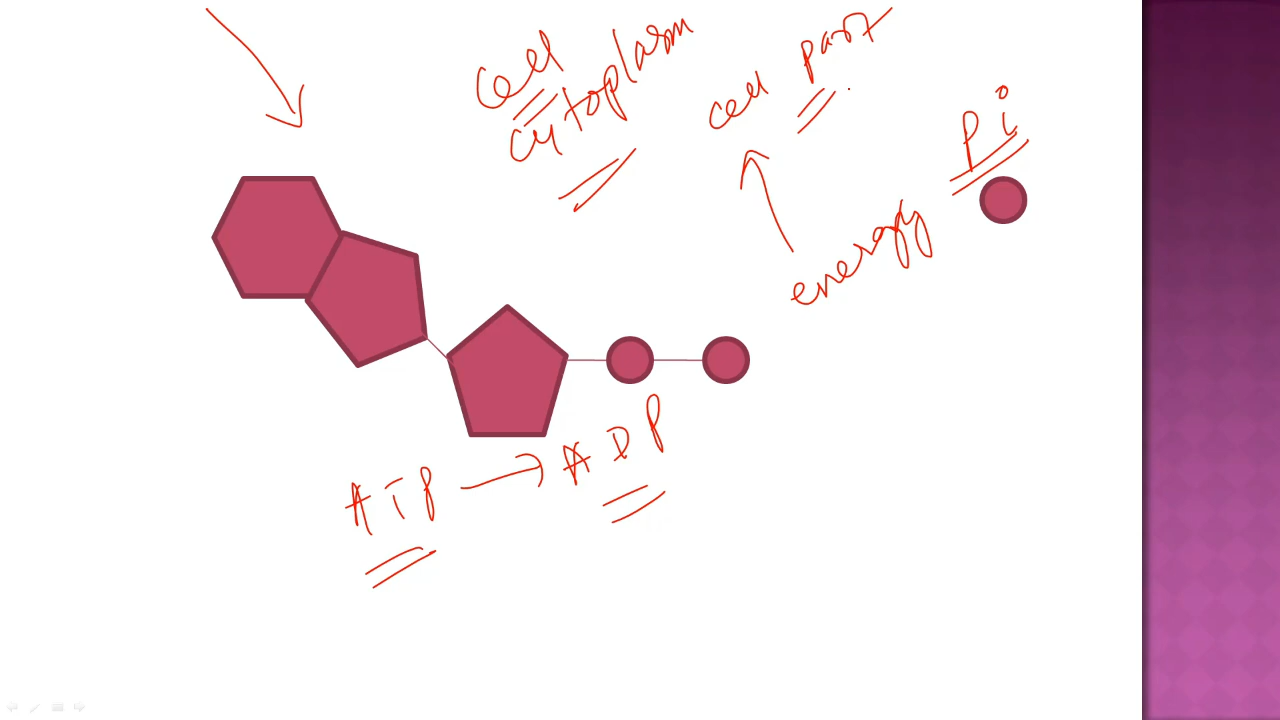 cell
cytoplasm
cell part
Pi
energy
ATP → ADP